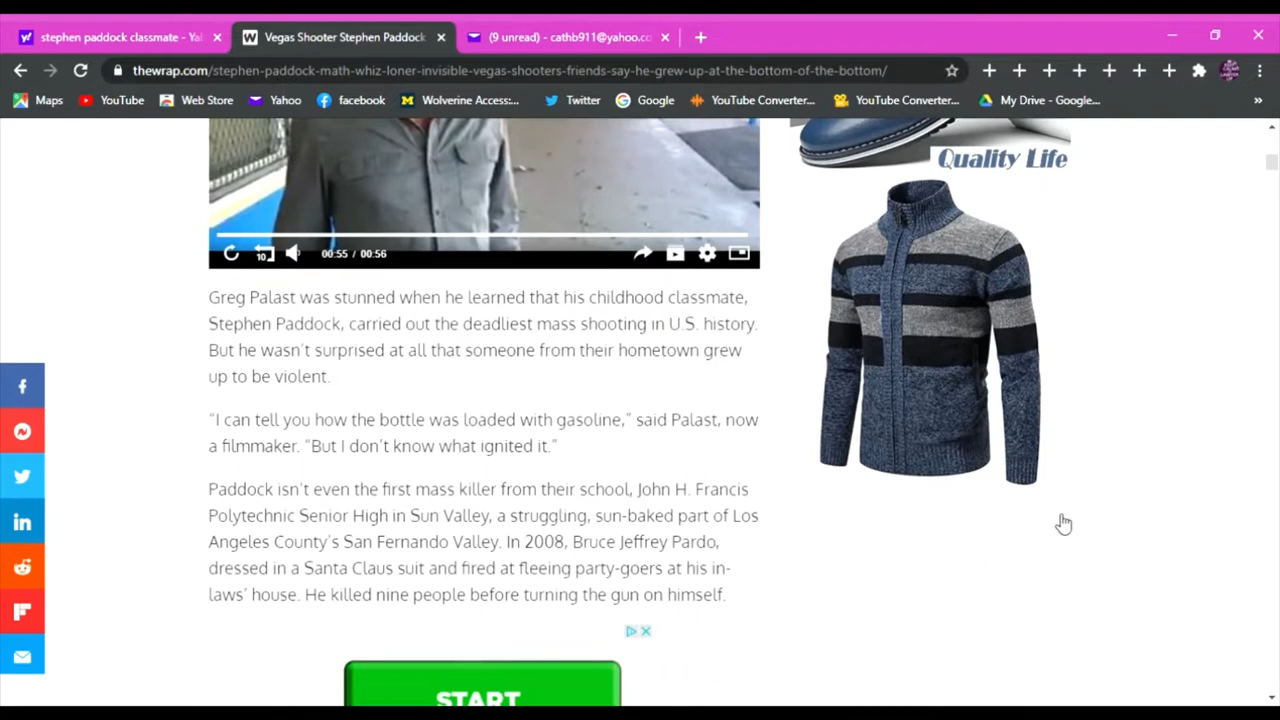 stephen paddock classmate - Ya
Vegas Shooter Stephen Paddock
(9 unread) - cathb911@yahoo.co
thewrap.com/stephen-paddock-math-whiz-loner-invisible-vegas-shooters-friends-say-he-grew-up-at-the-bottom-of-the-bottom/
Maps YouTube Web Store Yahoo facebook Wolverine Access:... Twitter Google YouTube Converter... YouTube Converter... My Drive - Google... »
Quality Life
10 00:55 / 00:56
Greg Palast was stunned when he learned that his childhood classmate,
Stephen Paddock, carried out the deadliest mass shooting in U.S. history.
But he wasn't surprised at all that someone from their hometown grew
up to be violent.
"I can tell you how the bottle was loaded with gasoline," said Palast, now
a filmmaker. "But I don't know what ignited it."
Paddock isn't even the first mass killer from their school, John H. Francis
Polytechnic Senior High in Sun Valley, a struggling, sun-baked part of Los
Angeles County's San Fernando Valley. In 2008, Bruce Jeffrey Pardo,
dressed in a Santa Claus suit and fired at fleeing party-goers at his in-
laws' house. He killed nine people before turning the gun on himself.
START